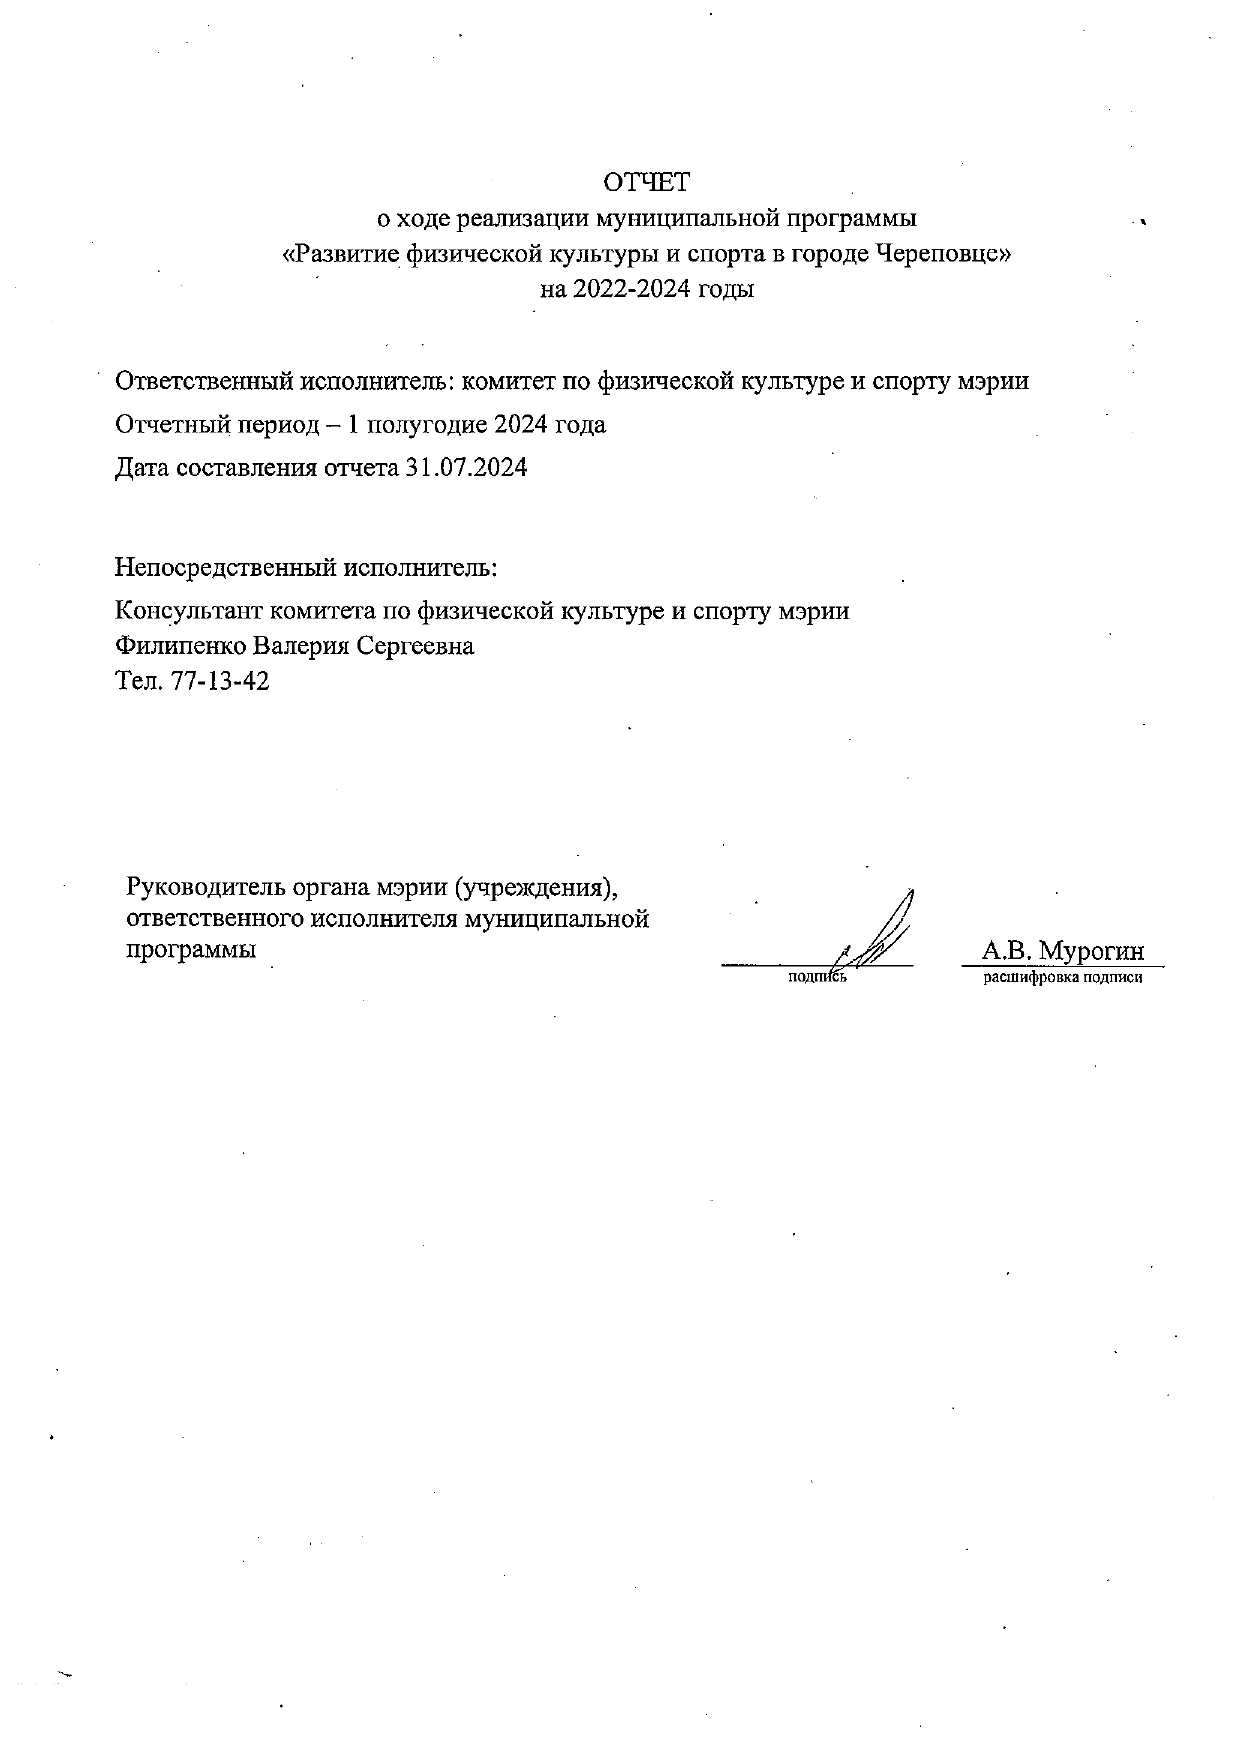 ОТЧЕТ
о ходе реализации муниципальной программы
«Развитие физической культуры и спорта в городе Череповце»
на 2022-2024 годы
Ответственный исполнитель: комитет по физической культуре и спорту мэрии
Отчетный период – 1 полугодие 2024 года
Дата составления отчета 31.07.2024
Непосредственный исполнитель:
Консультант комитета по физической культуре и спорту мэрии
Филипенко Валерия Сергеевна
Тел. 77-13-42
Руководитель органа мэрии (учреждения),
ответственного исполнителя муниципальной
программы
А.В. Мурогин
подпись
расшифровка подписи